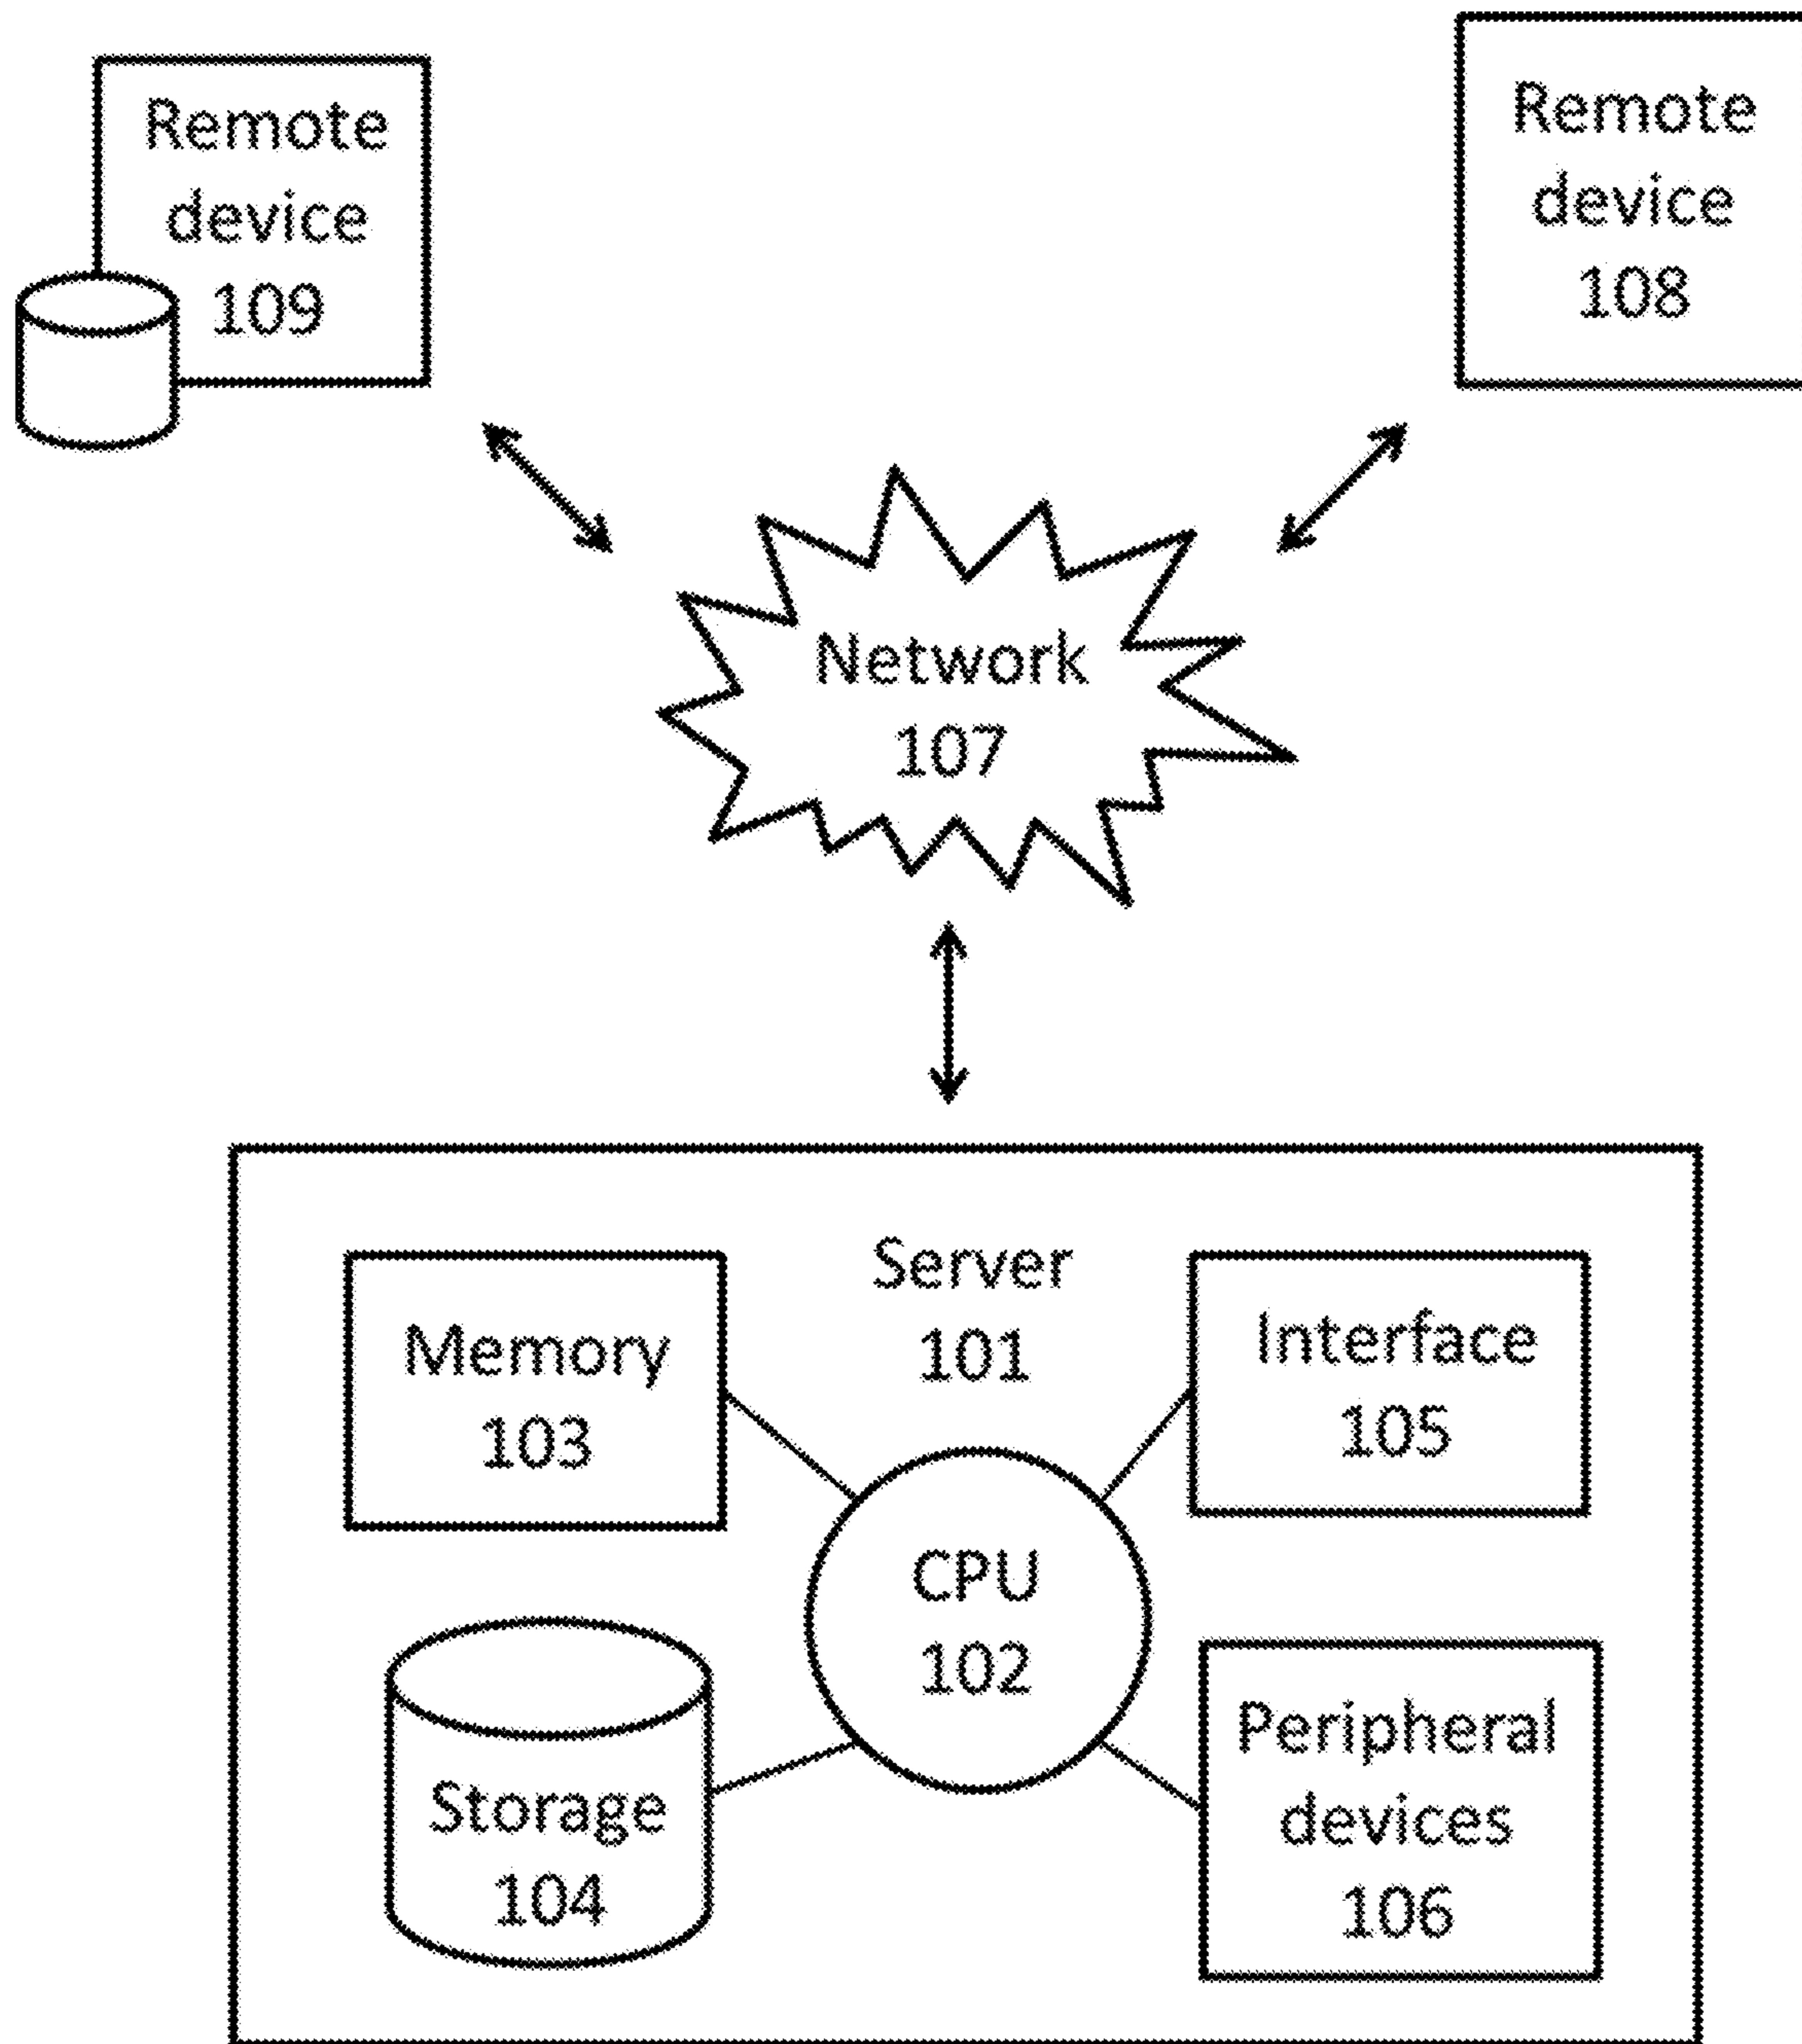 Remote
device
109
Remote
device
108
Network
107
Server
101
Memory
103
Interface
105
CPU
102
Storage
104
Peripheral
devices
106